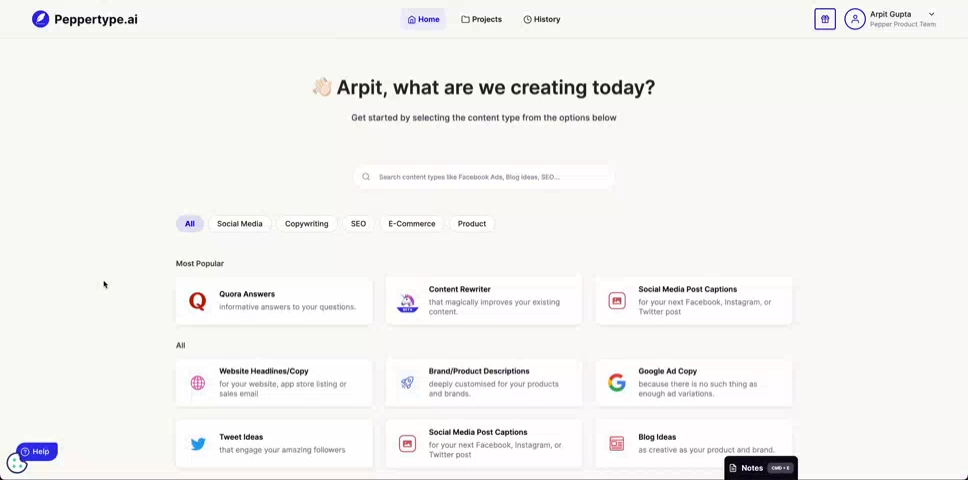 Peppertype.ai
Home
Projects
History
Arpit Gupta
Pepper Product Team
Arpit, what are we creating today?
Get started by selecting the content type from the options below
Search content types like Facebook Ads, Blog ideas, SEO...
All
Social Media
Copywriting
SEO
E-Commerce
Product
Most Popular
Quora Answers
informative answers to your questions.
Content Rewriter
that magically improves your existing
content.
Social Media Post Captions
for your next Facebook, Instagram, or
Twitter post
All
Website Headlines/Copy
for your website, app store listing or
sales email
Brand/Product Descriptions
deeply customised for your products
and brands.
Google Ad Copy
because there is no such thing as
enough ad variations.
Tweet Ideas
that engage your amazing followers
Social Media Post Captions
for your next Facebook, Instagram, or
Twitter post
Blog Ideas
as creative as your product and brand.
Help
Notes
CMD + E